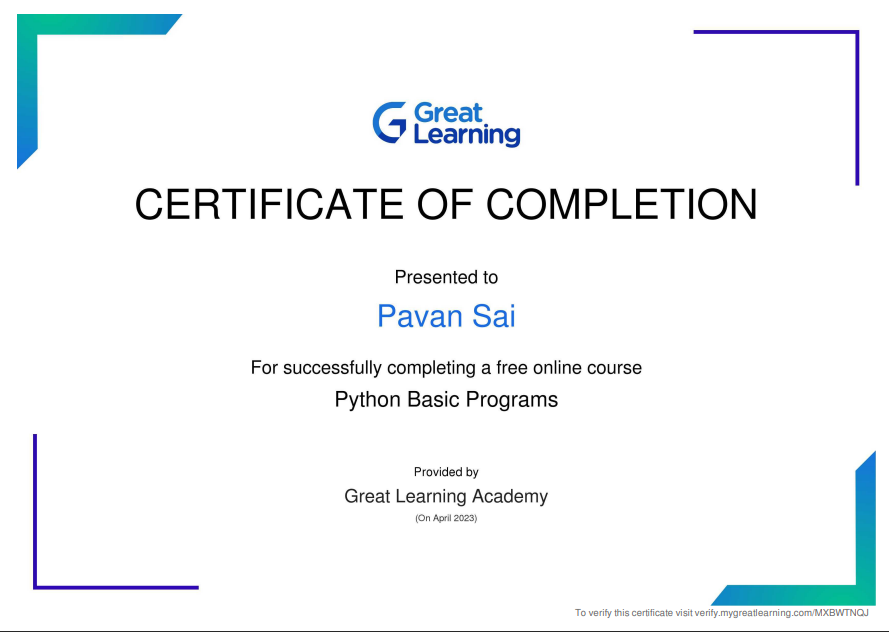 Great
Learning
CERTIFICATE OF COMPLETION
Presented to
Pavan Sai
For successfully completing a free online course
Python Basic Programs
Provided by
Great Learning Academy
(On April 2023)
To verify this certificate visit verify.mygreatlearning.com/MXBWTNQJ